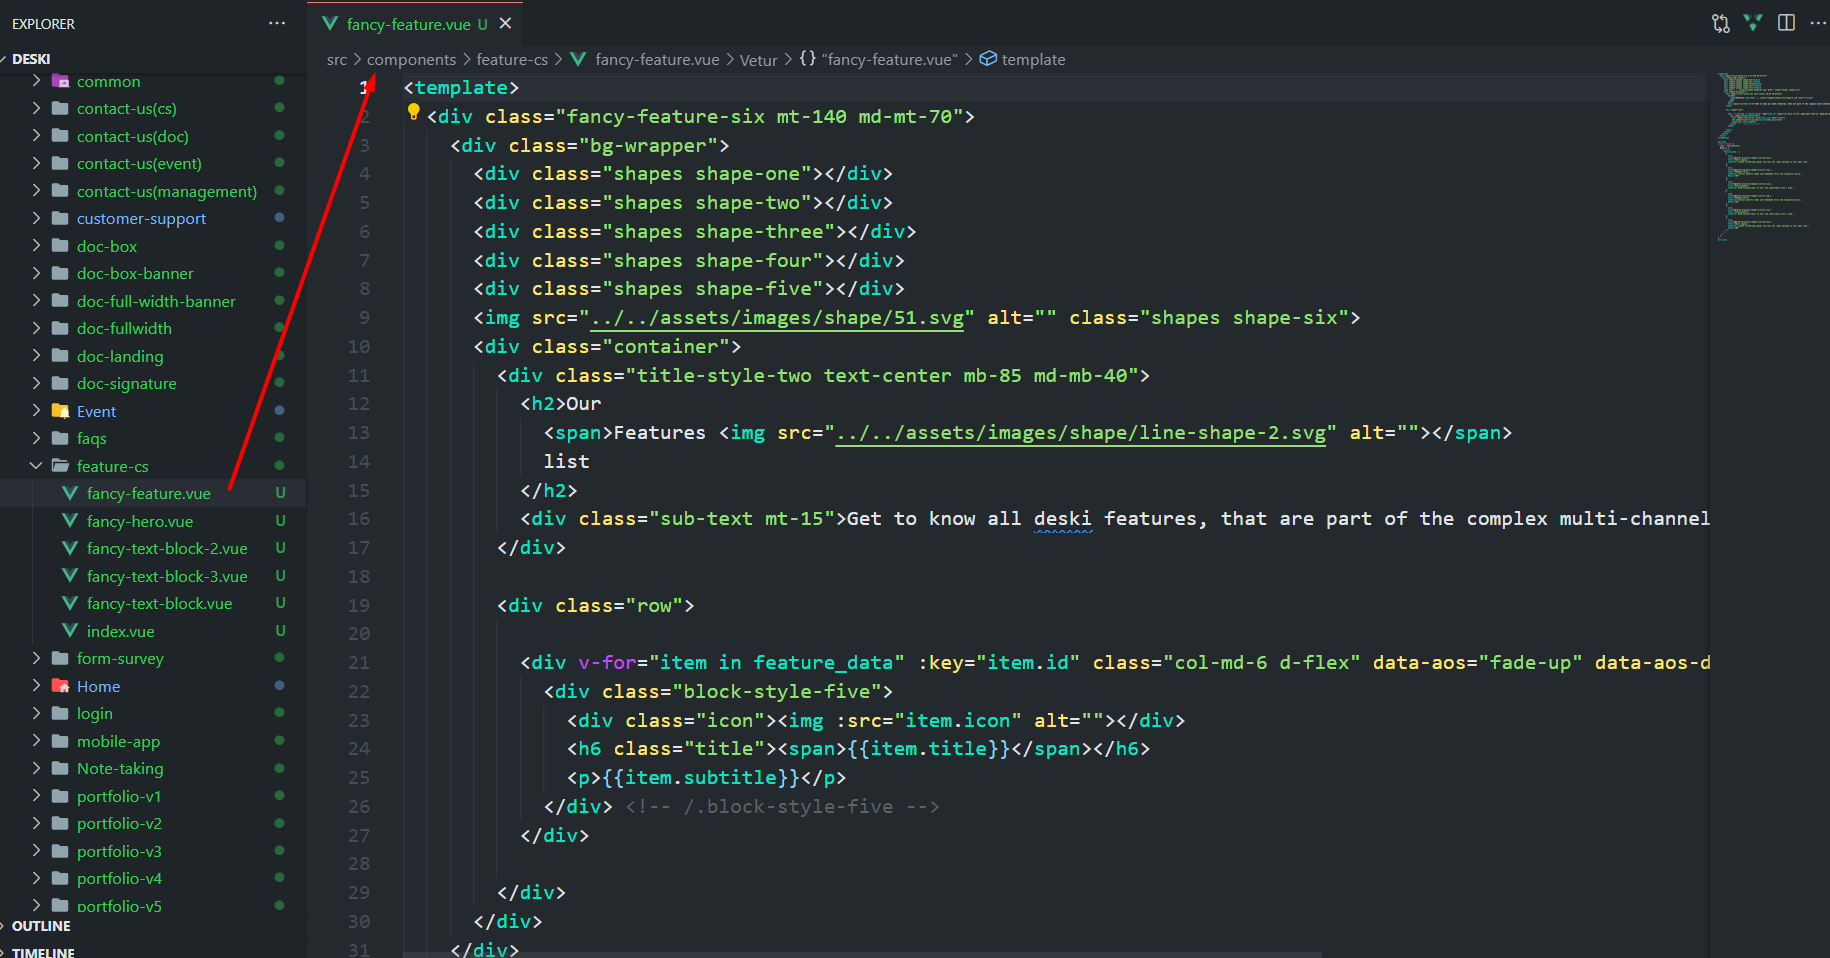 EXPLORER ···
DESKI
common
contact-us(cs)
contact-us(doc)
contact-us(event)
contact-us(management)
customer-support
doc-box
doc-box-banner
doc-full-width-banner
doc-fullwidth
doc-landing
doc-signature
Event
faqs
feature-cs
fancy-feature.vue U
fancy-hero.vue U
fancy-text-block-2.vue U
fancy-text-block-3.vue U
fancy-text-block.vue U
index.vue U
form-survey
Home
login
mobile-app
Note-taking
portfolio-v1
portfolio-v2
portfolio-v3
portfolio-v4
portfolio-v5
OUTLINE
TIMELINE
fancy-feature.vue U
src > components > feature-cs > fancy-feature.vue > Vetur > {} "fancy-feature.vue" > template
1 <template>
2 <div class="fancy-feature-six mt-140 md-mt-70">
3 <div class="bg-wrapper">
4 <div class="shapes shape-one"></div>
5 <div class="shapes shape-two"></div>
6 <div class="shapes shape-three"></div>
7 <div class="shapes shape-four"></div>
8 <div class="shapes shape-five"></div>
9 <img src="../../assets/images/shape/51.svg" alt="" class="shapes shape-six">
10 <div class="container">
11 <div class="title-style-two text-center mb-85 md-mb-40">
12 <h2>Our
13 <span>Features <img src="../../assets/images/shape/line-shape-2.svg" alt=""></span>
14 list
15 </h2>
16 <div class="sub-text mt-15">Get to know all deski features, that are part of the complex multi-channel
17 </div>
18
19 <div class="row">
20
21 <div v-for="item in feature_data" :key="item.id" class="col-md-6 d-flex" data-aos="fade-up" data-aos-d
22 <div class="block-style-five">
23 <div class="icon"><img :src="item.icon" alt=""></div>
24 <h6 class="title"><span>{{item.title}}</span></h6>
25 <p>{{item.subtitle}}</p>
26 </div> <!-- /.block-style-five -->
27 </div>
28
29 </div>
30 </div>
31 </div>